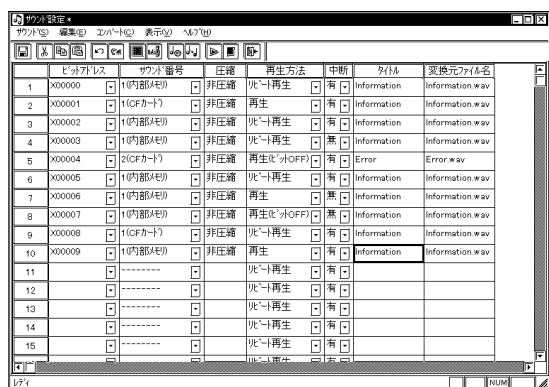 サウンド設定 *
サウンド(S) 編集(E) コンバート(C) 表示(V) ヘルプ(H)
ビットアドレス サウンド番号 圧縮 再生方法 中断 タイトル 変換元ファイル名
1 X00000 1(内部メモリ) 非圧縮 リピート再生 有 Information Information.wav
2 X00001 1(CFカード) 非圧縮 再生 有 Information Information.wav
3 X00002 1(内部メモリ) 非圧縮 リピート再生 有 Information Information.wav
4 X00003 1(内部メモリ) 非圧縮 リピート再生 無 Information Information.wav
5 X00004 2(CFカード) 非圧縮 再生(ビットOFF) 有 Error Error.wav
6 X00005 1(内部メモリ) 非圧縮 リピート再生 有 Information Information.wav
7 X00006 1(内部メモリ) 非圧縮 再生 無 Information Information.wav
8 X00007 1(内部メモリ) 非圧縮 再生(ビットOFF) 無 Information Information.wav
9 X00008 1(CFカード) 非圧縮 リピート再生 有 Information Information.wav
10 X00009 1(内部メモリ) 非圧縮 再生 有 Information Information.wav
11 -------- リピート再生 有
12 -------- リピート再生 有
13 -------- リピート再生 有
14 -------- リピート再生 有
15 -------- リピート再生 有
リピート再生 有
レディ NUM